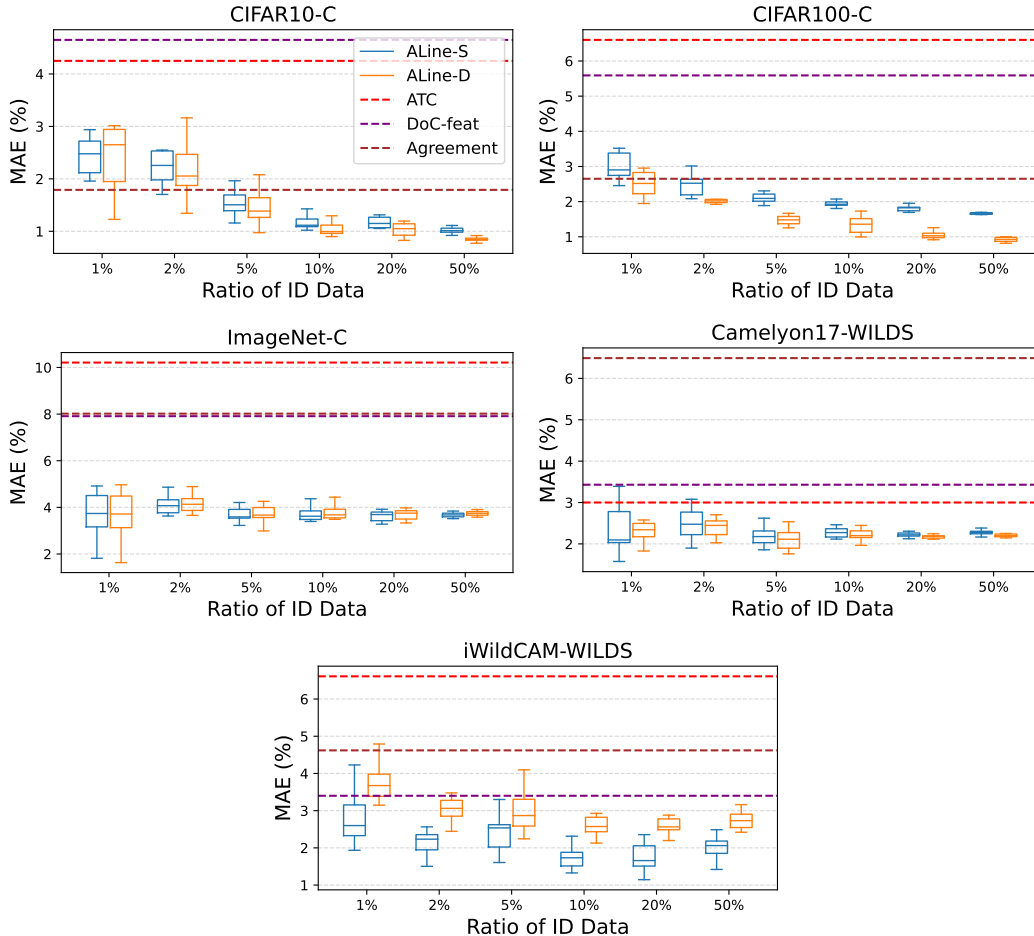 CIFAR10-C
MAE (%)
4
3
2
1
ALine-S
ALine-D
ATC
DoC-feat
Agreement
1% 2% 5% 10% 20% 50%
Ratio of ID Data
CIFAR100-C
MAE (%)
6
5
4
3
2
1
1% 2% 5% 10% 20% 50%
Ratio of ID Data
ImageNet-C
MAE (%)
10
8
6
4
2
1% 2% 5% 10% 20% 50%
Ratio of ID Data
Camelyon17-WILDS
MAE (%)
6
5
4
3
2
1% 2% 5% 10% 20% 50%
Ratio of ID Data
iWildCAM-WILDS
MAE (%)
6
5
4
3
2
1
1% 2% 5% 10% 20% 50%
Ratio of ID Data